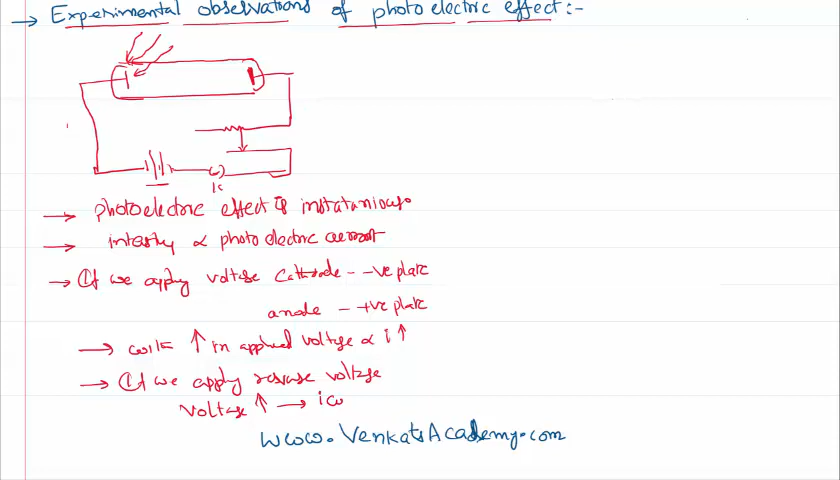 → Experimental observations of photoelectric effect:-
K
→ photoelectric effect is instatanious
→ intensity ∝ photoelectric current
→ If we apply voltage Cathode - -ve plate
anode - +ve plate
→ with ↑ in applied voltage ∝ i ↑
→ If we apply reverse voltage
Voltage ↑ → i
www.VenkatsAcademy.com